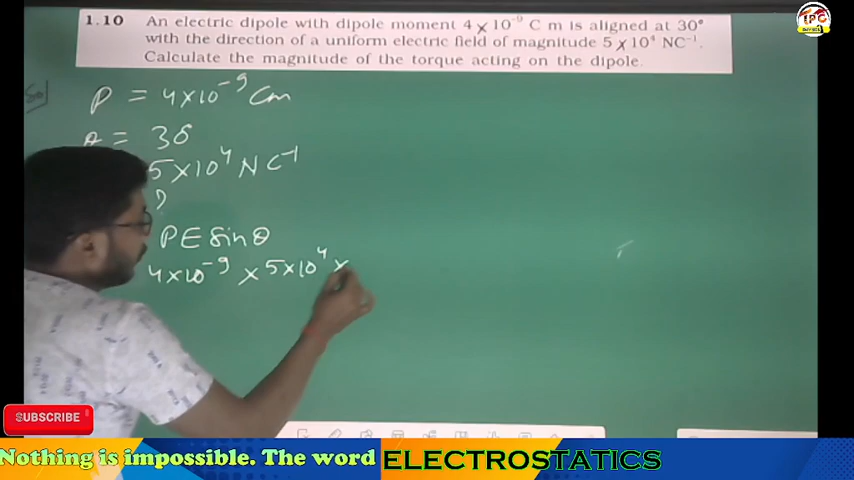 1.10 An electric dipole with dipole moment 4 × 10⁻⁹ C m is aligned at 30°
with the direction of a uniform electric field of magnitude 5 × 10⁴ NC⁻¹.
Calculate the magnitude of the torque acting on the dipole.
Sol
P = 4×10⁻⁹ Cm
θ = 30°
5×10⁴ NC⁻¹
?
PE Sinθ
4×10⁻⁹ × 5×10⁴ ×
SUBSCRIBE
Nothing is impossible. The word ELECTROSTATICS